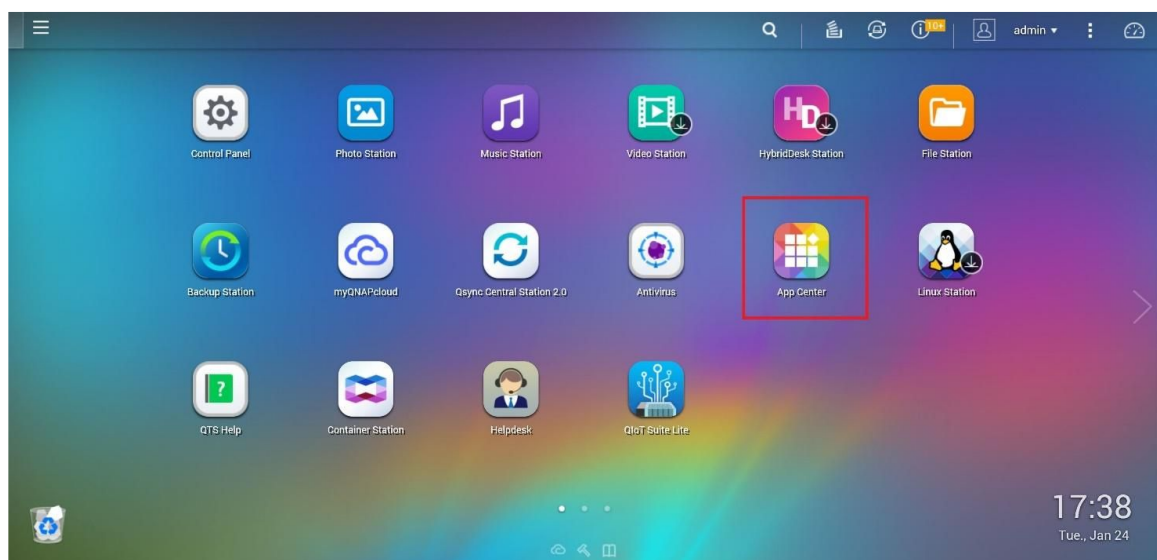 10+
admin
Control Panel
Photo Station
Music Station
Video Station
HD
HybridDesk Station
File Station
Backup Station
myQNAPcloud
Qsync Central Station 2.0
Antivirus
App Center
Linux Station
?
QTS Help
Container Station
Helpdesk
QIoT Suite Lite
17:38
Tue., Jan 24